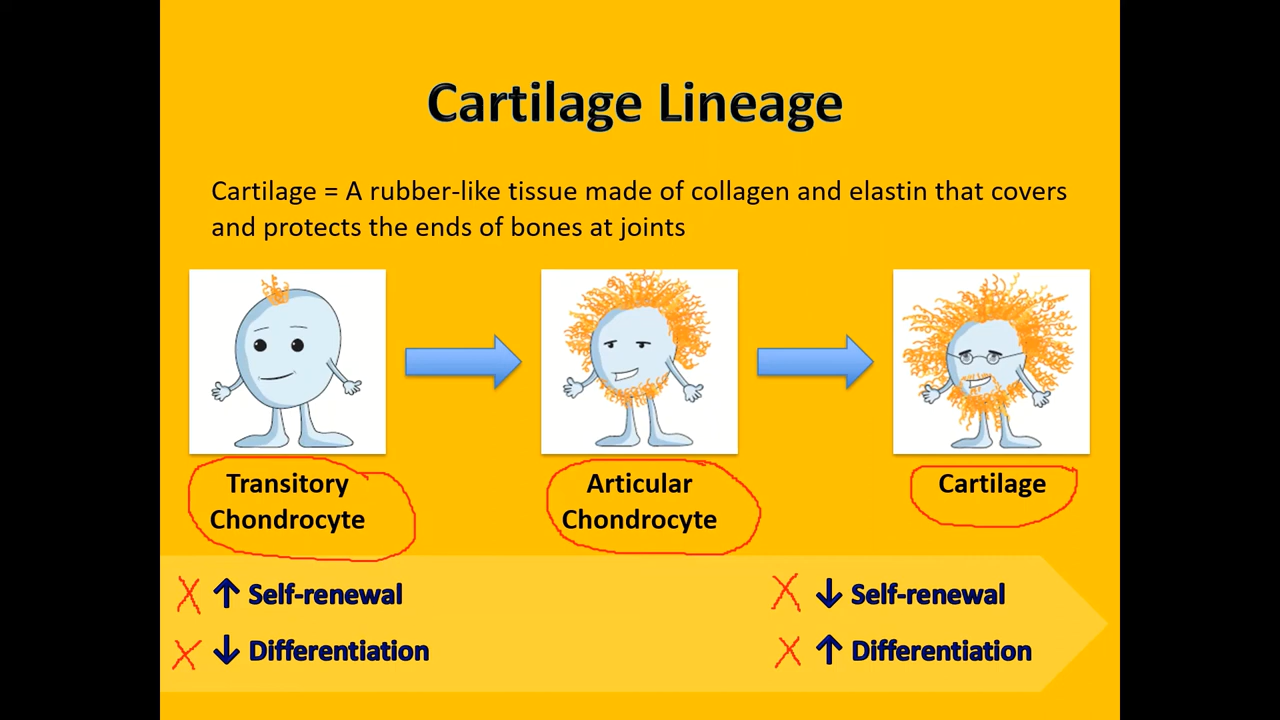 Cartilage Lineage
Cartilage = A rubber-like tissue made of collagen and elastin that covers
and protects the ends of bones at joints
Transitory
Chondrocyte
Articular
Chondrocyte
Cartilage
X ↑ Self-renewal
X ↓ Differentiation
X ↓ Self-renewal
X ↑ Differentiation